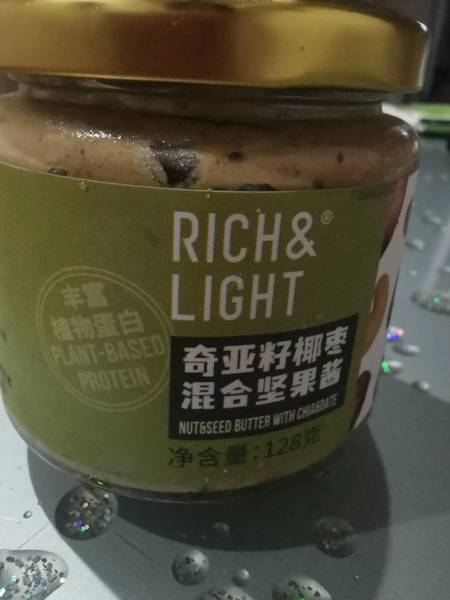 RICH&®
LIGHT
丰富
植物蛋白
PLANT-BASED
PROTEIN
奇亚籽椰枣
混合坚果酱
NUT&SEED BUTTER WITH CHIA&DATE
净含量:128克